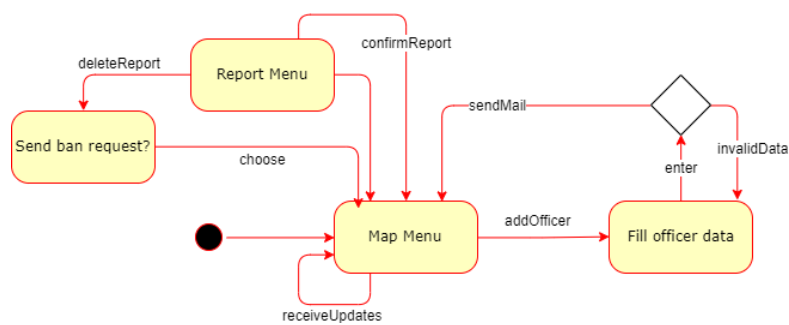 confirmReport
deleteReport
Report Menu
sendMail
Send ban request?
choose
invalidData
enter
addOfficer
Map Menu
Fill officer data
receiveUpdates